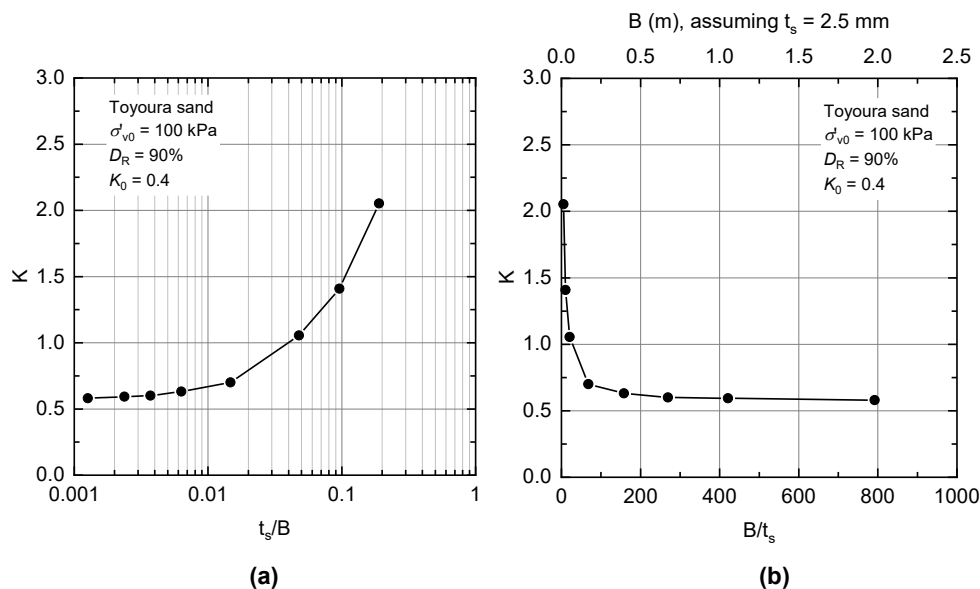 B (m), assuming ts = 2.5 mm
0.0 0.5 1.0 1.5 2.0 2.5
3.0
2.5
2.0
1.5
1.0
0.5
0.0
K
Toyoura sand
σ'v0 = 100 kPa
DR = 90%
K0 = 0.4
0.001 0.01 0.1 1
ts/B
(a)
3.0
2.5
2.0
1.5
1.0
0.5
0.0
K
Toyoura sand
σ'v0 = 100 kPa
DR = 90%
K0 = 0.4
0 200 400 600 800 1000
B/ts
(b)